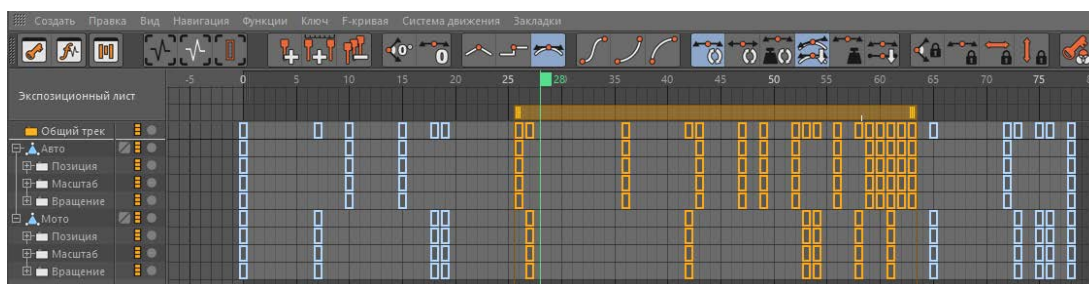 Создать Правка Вид Навигация Функции Ключ F-кривая Система движения Закладки
0° 0
-5 0 5 10 15 20 25 28 35 40 45 50 55 60 65 70 75
Экспозиционный лист
Общий трек
Авто
Позиция
Масштаб
Вращение
Мото
Позиция
Масштаб
Вращение